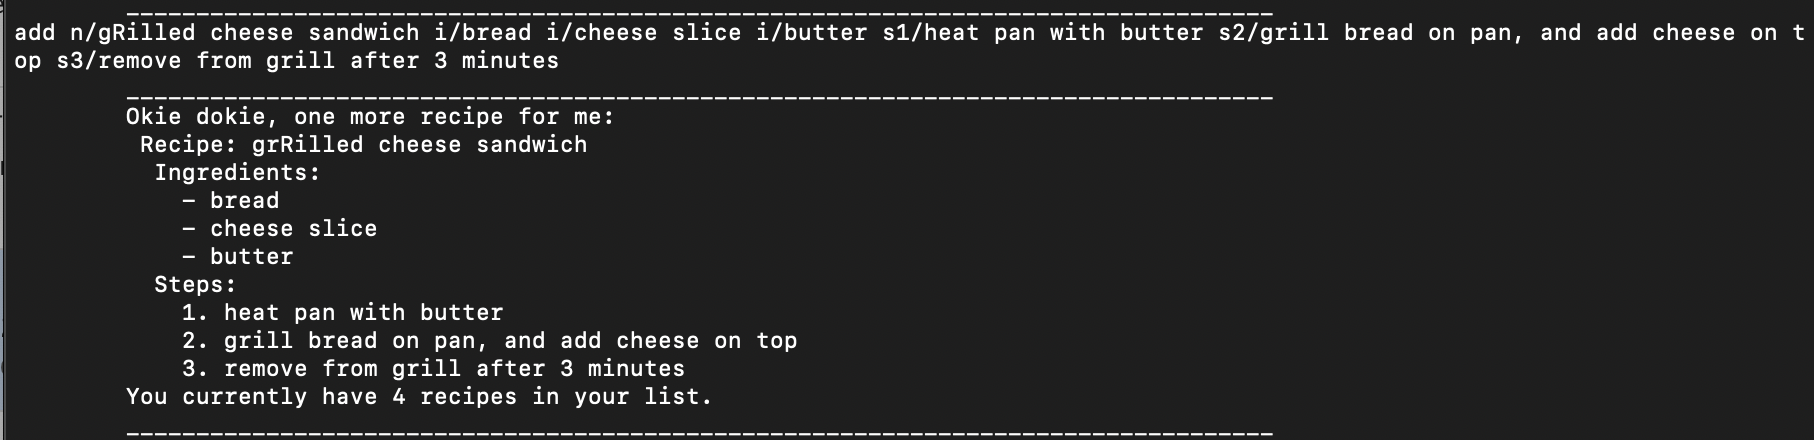 ________________________________________________________________________________
add n/gRilled cheese sandwich i/bread i/cheese slice i/butter s1/heat pan with butter s2/grill bread on pan, and add cheese on t
op s3/remove from grill after 3 minutes
________________________________________________________________________________
Okie dokie, one more recipe for me:
Recipe: grRilled cheese sandwich
Ingredients:
– bread
– cheese slice
– butter
Steps:
1. heat pan with butter
2. grill bread on pan, and add cheese on top
3. remove from grill after 3 minutes
You currently have 4 recipes in your list.
________________________________________________________________________________